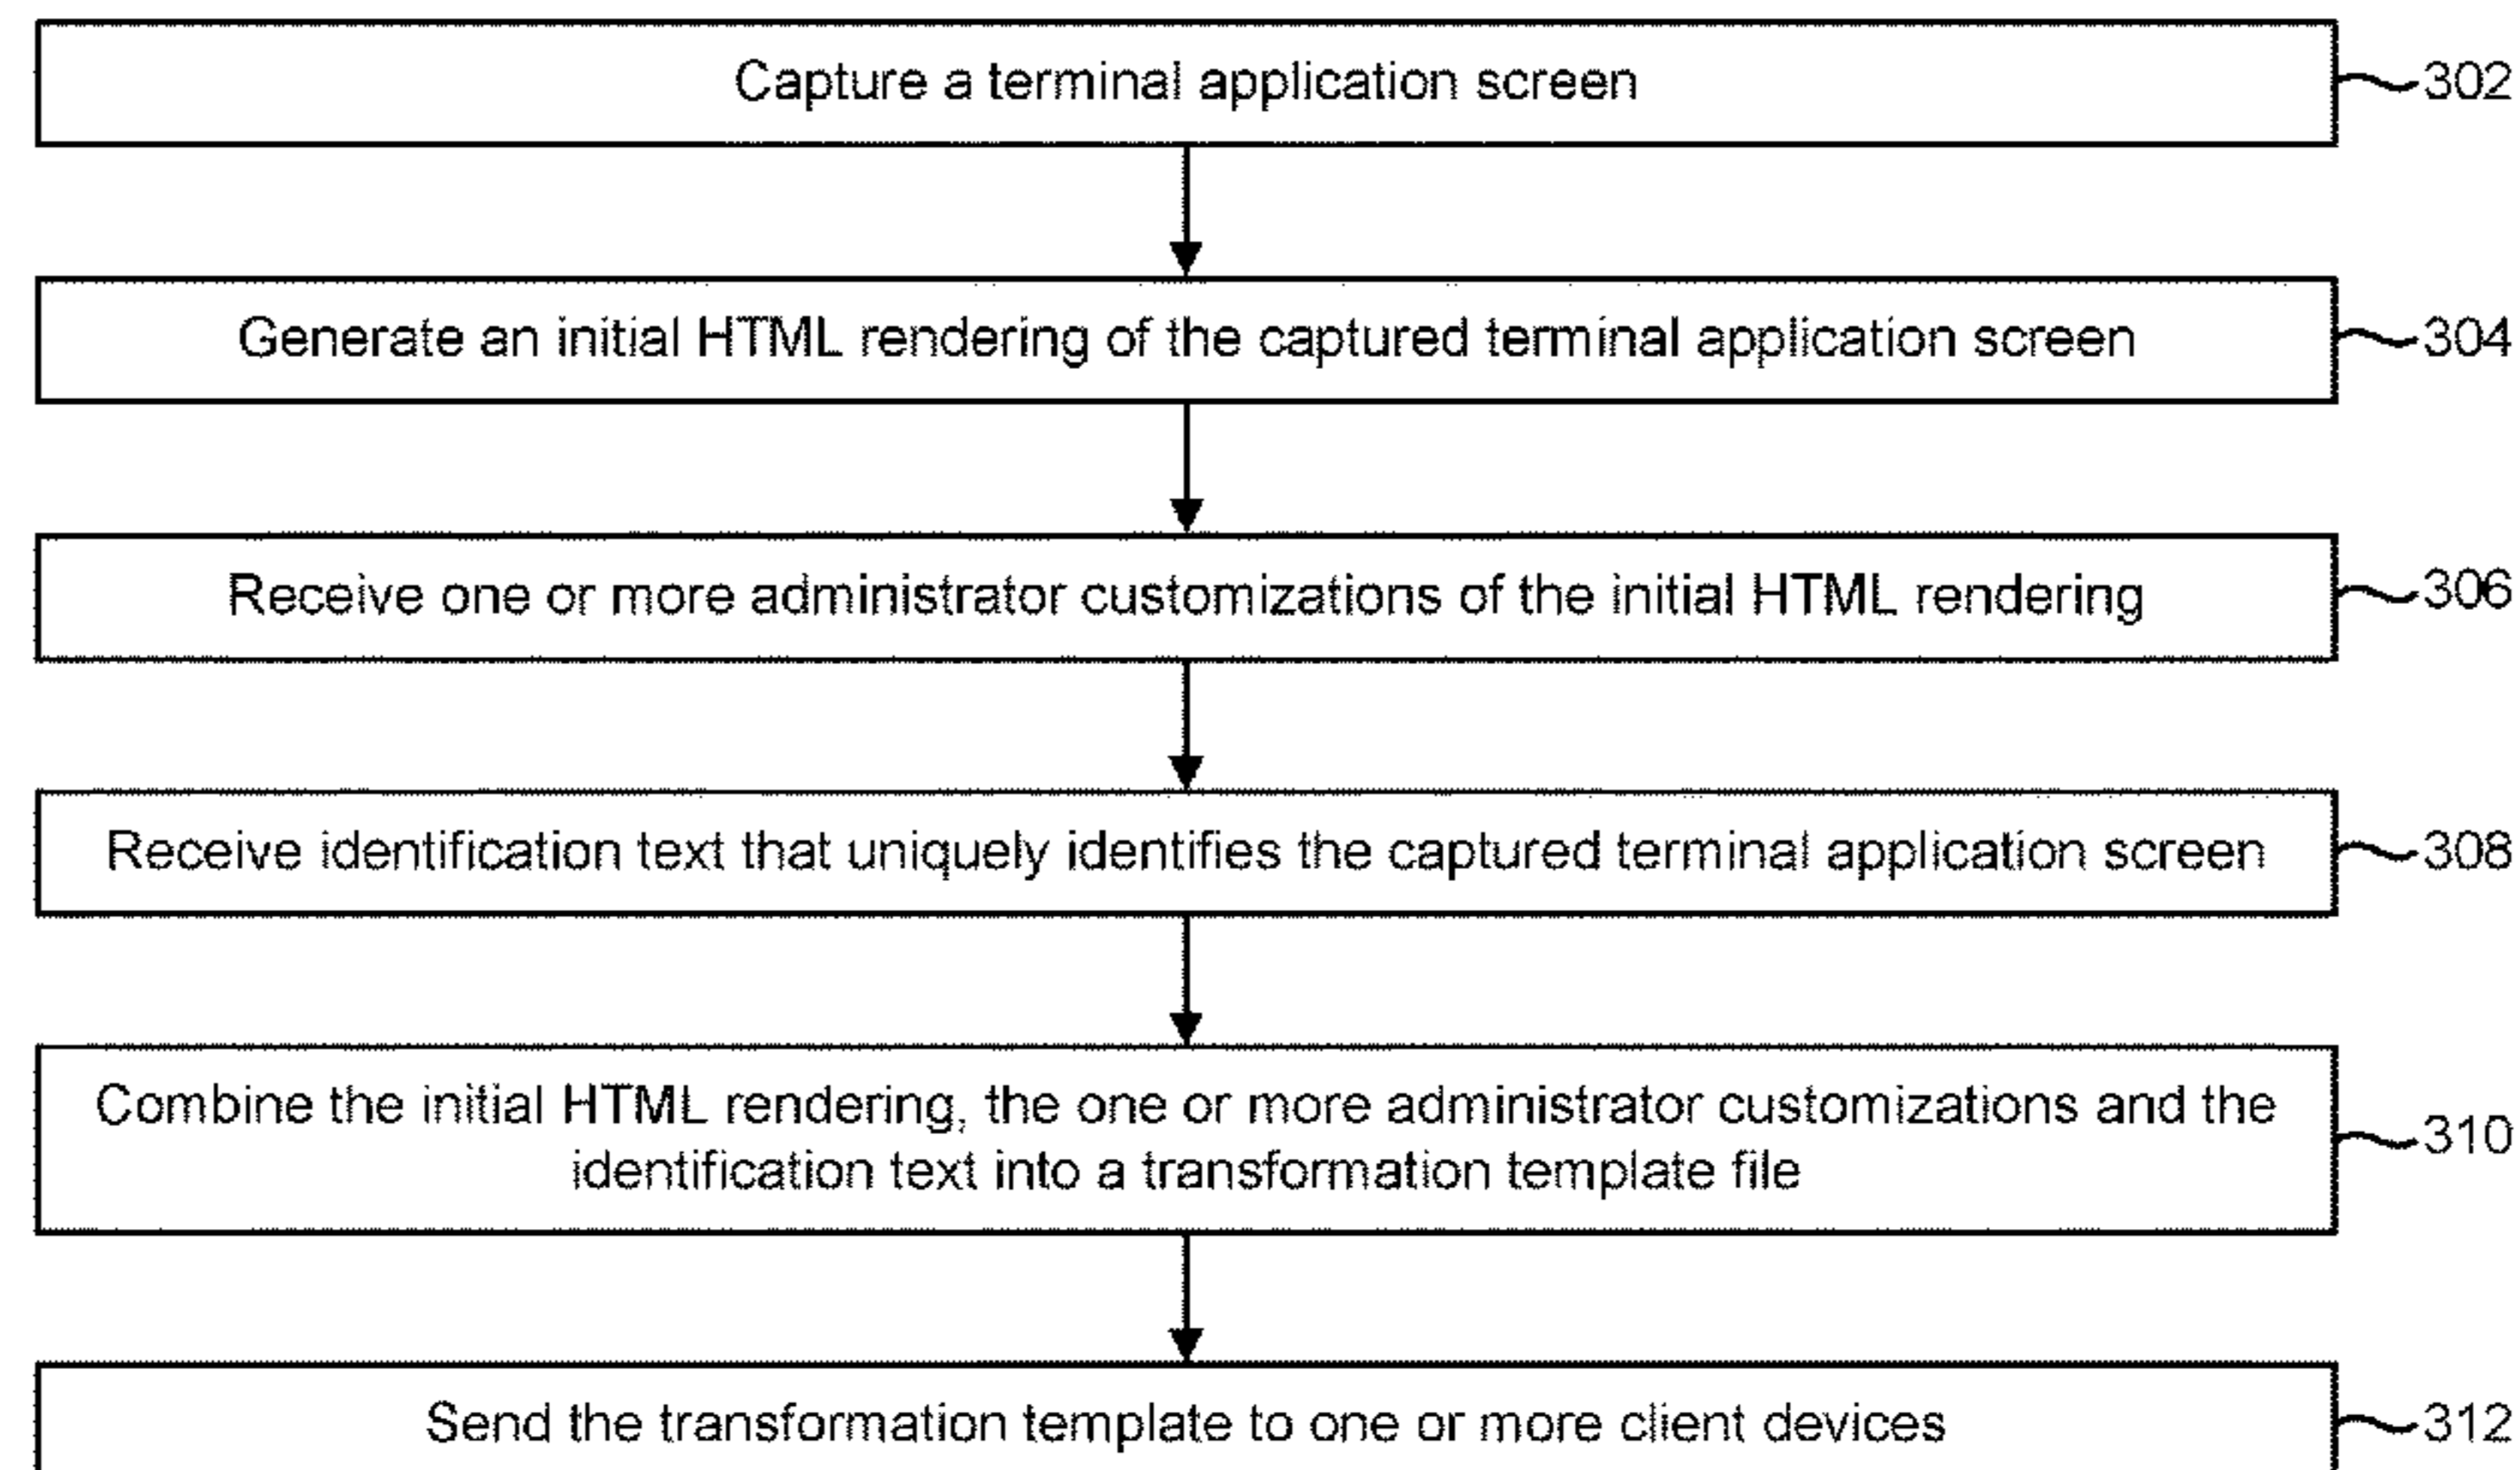 Capture a terminal application screen
302
Generate an initial HTML rendering of the captured terminal application screen
304
Receive one or more administrator customizations of the initial HTML rendering
306
Receive identification text that uniquely identifies the captured terminal application screen
308
Combine the initial HTML rendering, the one or more administrator customizations and the
identification text into a transformation template file
310
Send the transformation template to one or more client devices
312